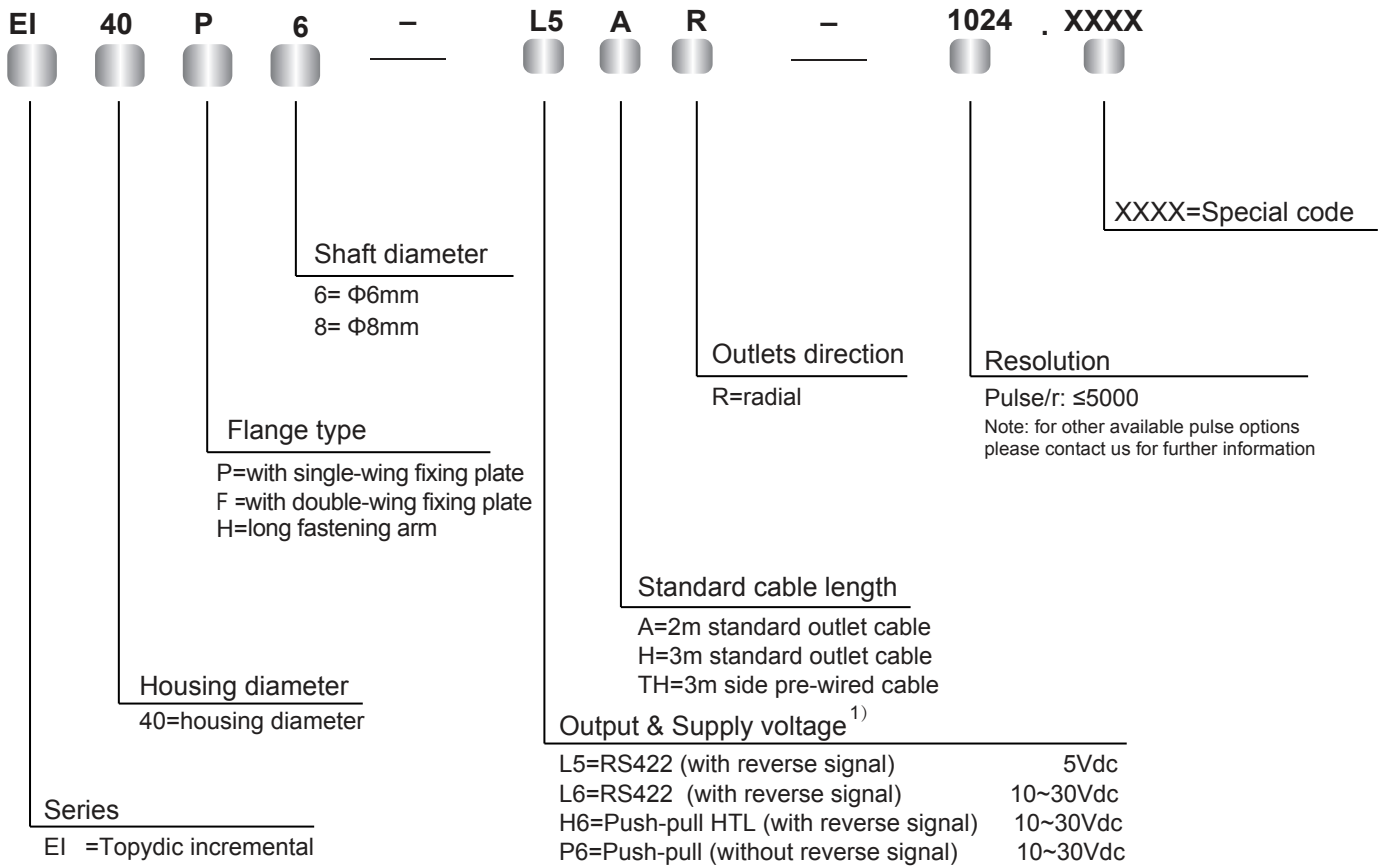 EI 40 P 6 – L5 A R – 1024 . XXXX
XXXX=Special code
Shaft diameter
6= Φ6mm
8= Φ8mm
Outlets direction
R=radial
Resolution
Pulse/r: ≤5000
Note: for other available pulse options
please contact us for further information
Flange type
P=with single-wing fixing plate
F =with double-wing fixing plate
H=long fastening arm
Standard cable length
A=2m standard outlet cable
H=3m standard outlet cable
TH=3m side pre-wired cable
Housing diameter
40=housing diameter
Output & Supply voltage 1)
L5=RS422 (with reverse signal) 5Vdc
L6=RS422 (with reverse signal) 10~30Vdc
H6=Push-pull HTL (with reverse signal) 10~30Vdc
P6=Push-pull (without reverse signal) 10~30Vdc
Series
EI =Topydic incremental